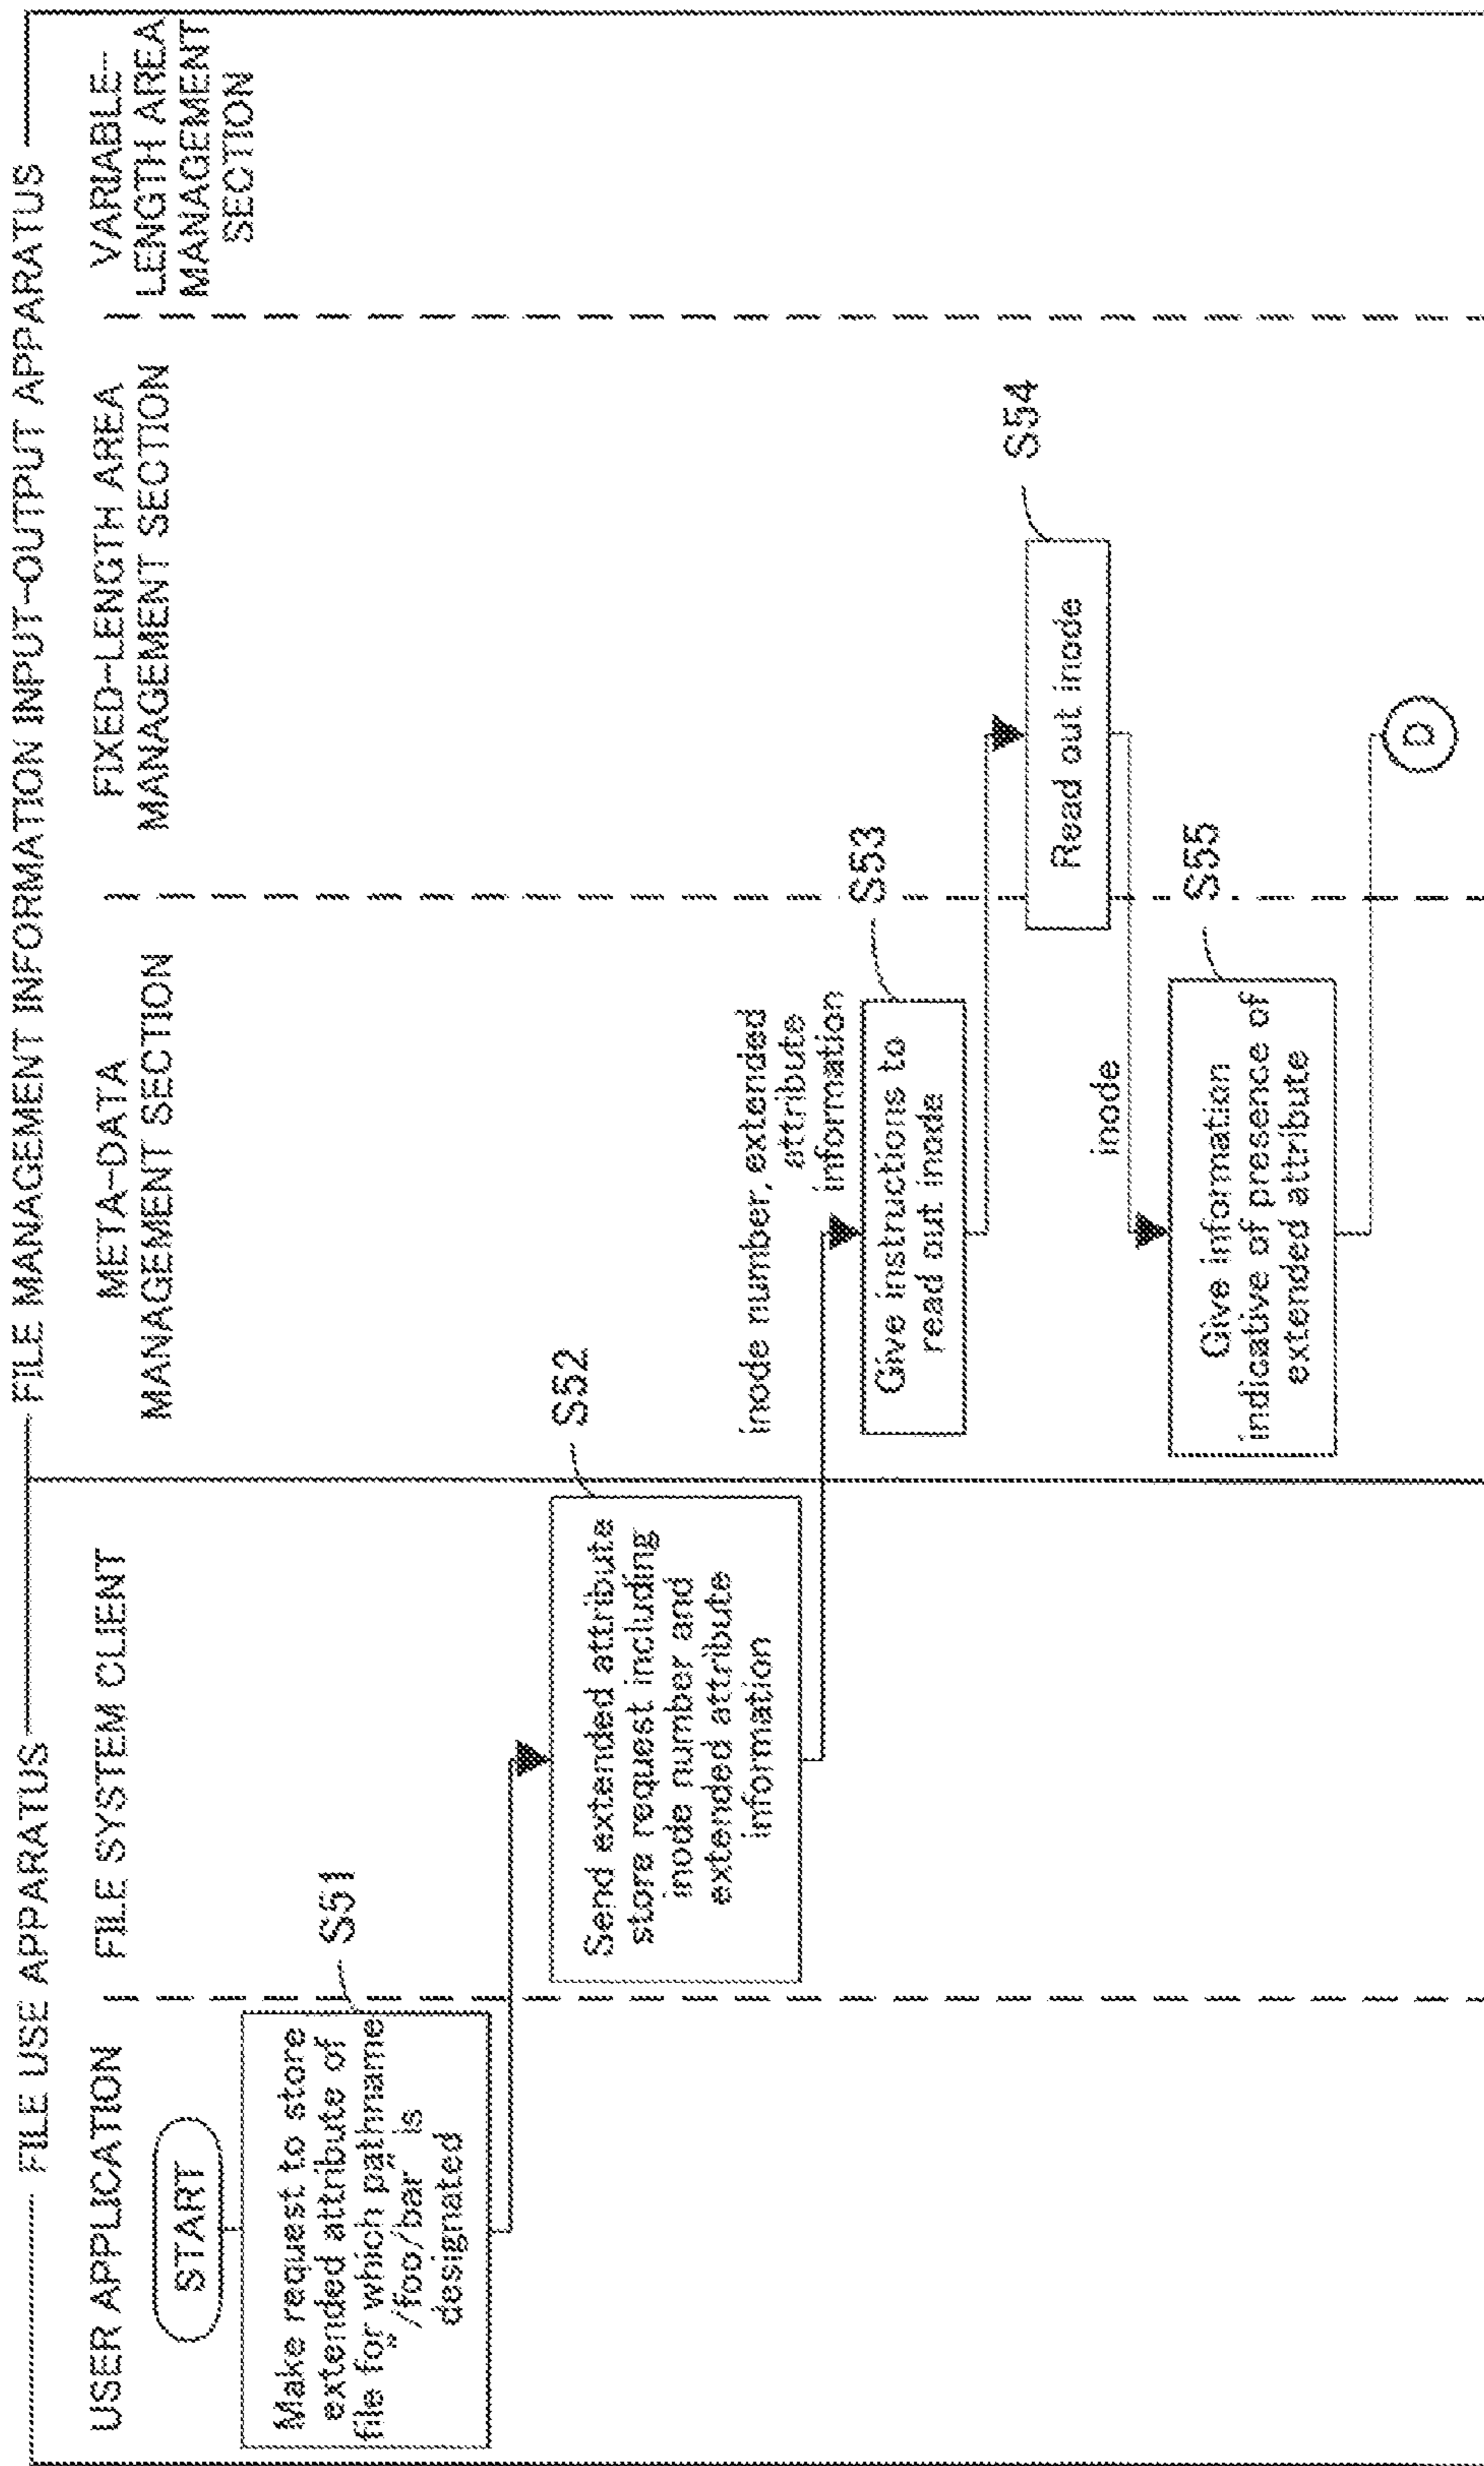 FILE USE APPARATUS
FILE MANAGEMENT INFORMATION INPUT-OUTPUT APPARATUS
USER APPLICATION
FILE SYSTEM CLIENT
META-DATA
MANAGEMENT SECTION
FIXED-LENGTH AREA
MANAGEMENT SECTION
VARIABLE-
LENGTH AREA
MANAGEMENT
SECTION
START
S51
Make request to store
extended attribute of
file for which pathname
"/foo/bar" is
designated
S52
Send extended attribute
store request including
inode number and
extended attribute
information
inode number, extended
attribute
information
S53
Give instructions to
read out inode
S54
Read out inode
inode
S55
Give information
indicative of presence of
extended attribute
D